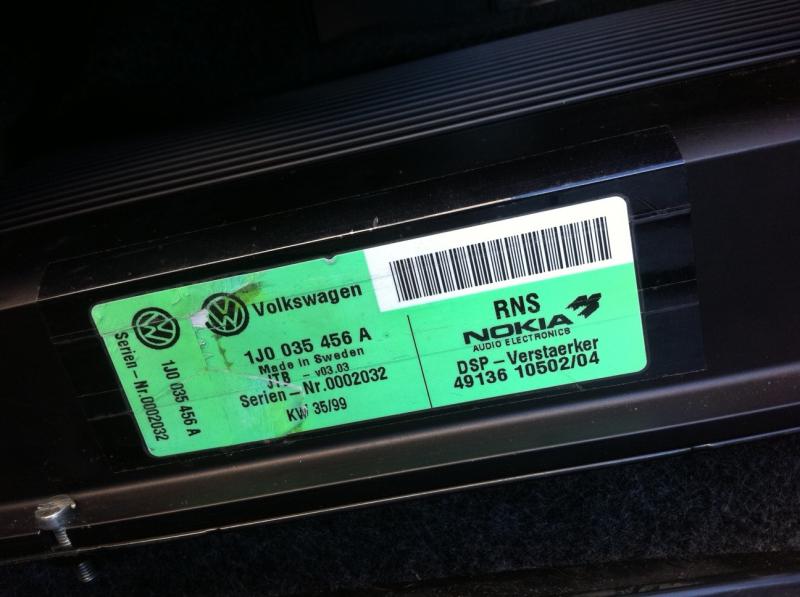 Serien-Nr.0002032
1J0 035 456 A
Volkswagen
1J0 035 456 A
Made in Sweden
JTB - v03.03
Serien-Nr.0002032
KW 35/99
RNS
NOKIA
AUDIO ELECTRONICS
DSP-Verstaerker
49136 10502/04